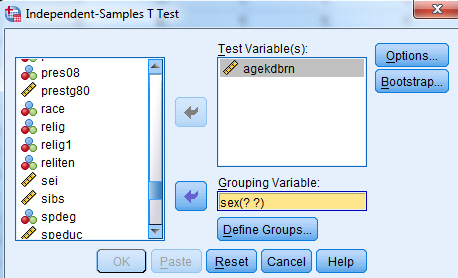 Independent-Samples T Test
X
Test Variable(s):
pres08
prestg80
race
relig
relig1
reliten
sei
sibs
spdeg
speduc
agekdbrn
Options...
Bootstrap...
Grouping Variable:
sex(? ?)
Define Groups...
OK
Paste
Reset
Cancel
Help